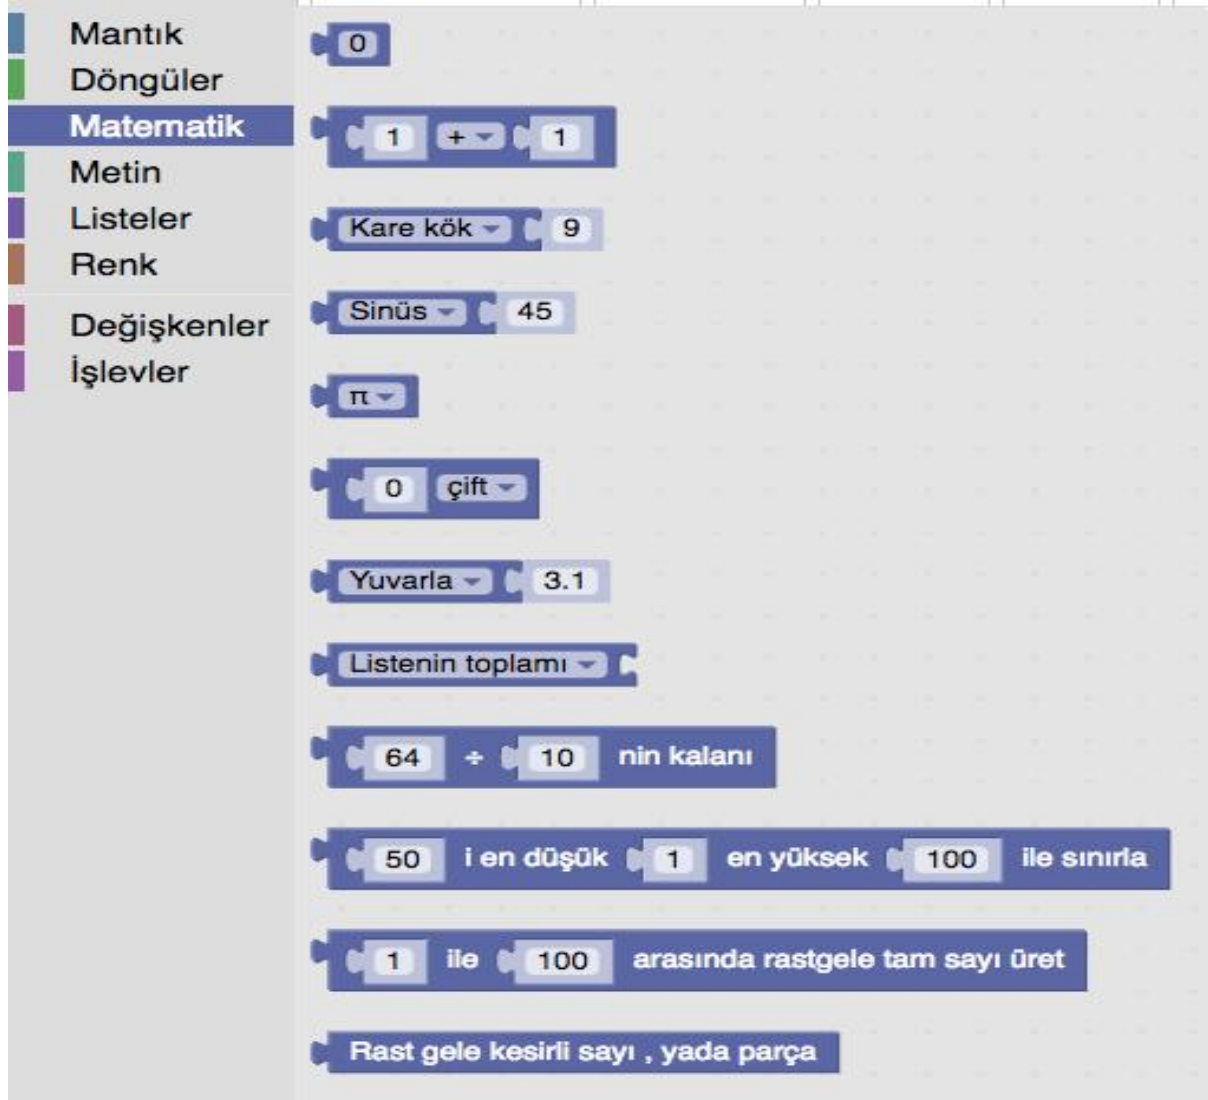 Mantık
Döngüler
Matematik
Metin
Listeler
Renk
Değişkenler
İşlevler
0
1 + 1
Kare kök 9
Sinüs 45
π
0 çift
Yuvarla 3.1
Listenin toplamı
64 ÷ 10 nin kalanı
50 i en düşük 1 en yüksek 100 ile sınırla
1 ile 100 arasında rastgele tam sayı üret
Rast gele kesirli sayı , yada parça